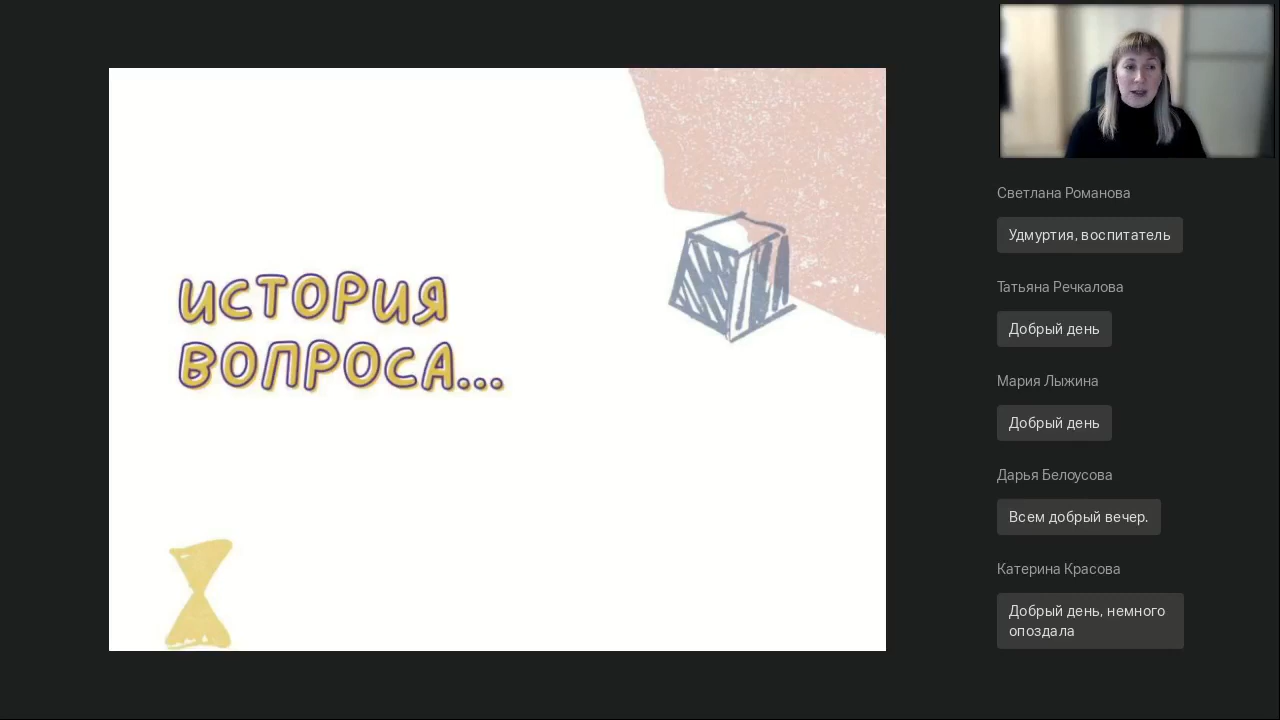 ИСТОРИЯ
ВОПРОСА...
Светлана Романова
Удмуртия, воспитатель
Татьяна Речкалова
Добрый день
Мария Лыжина
Добрый день
Дарья Белоусова
Всем добрый вечер.
Катерина Красова
Добрый день, немного
опоздала